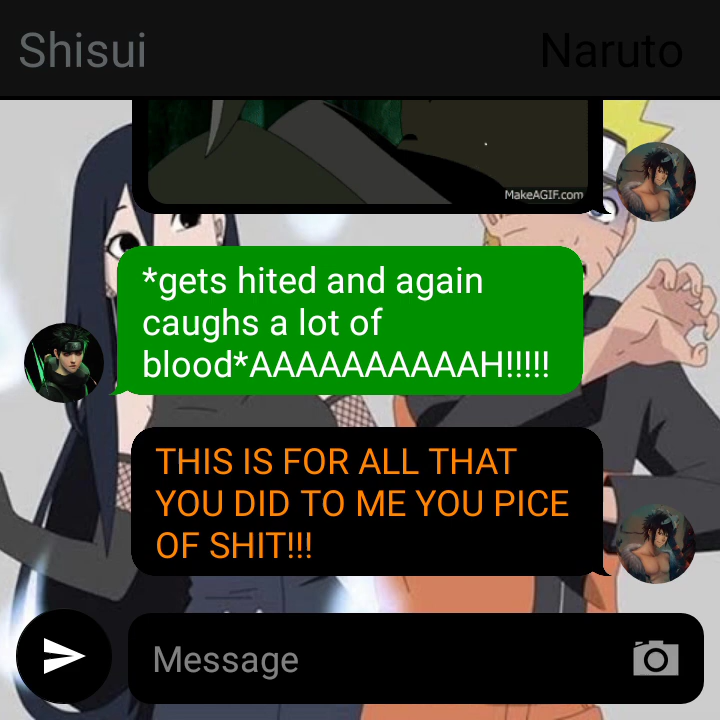 Shisui Naruto
MakeAGIF.com
*gets hited and again
caughs a lot of
blood*AAAAAAAAAAH!!!!!
THIS IS FOR ALL THAT
YOU DID TO ME YOU PICE
OF SHIT!!!
Message